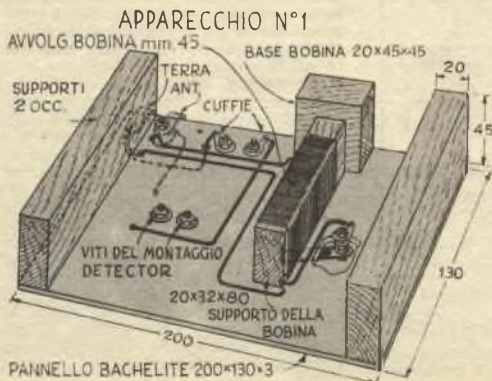 APPARECCHIO N°1
AVVOLG. BOBINA mm. 45
BASE BOBINA 20×45×45
20
45
SUPPORTI
2 OCC.
TERRA
ANT.
CUFFIE
VITI DEL MONTAGGIO
DETECTOR
20×32×80
SUPPORTO DELLA
BOBINA
130
200
PANNELLO BACHELITE 200×130×3